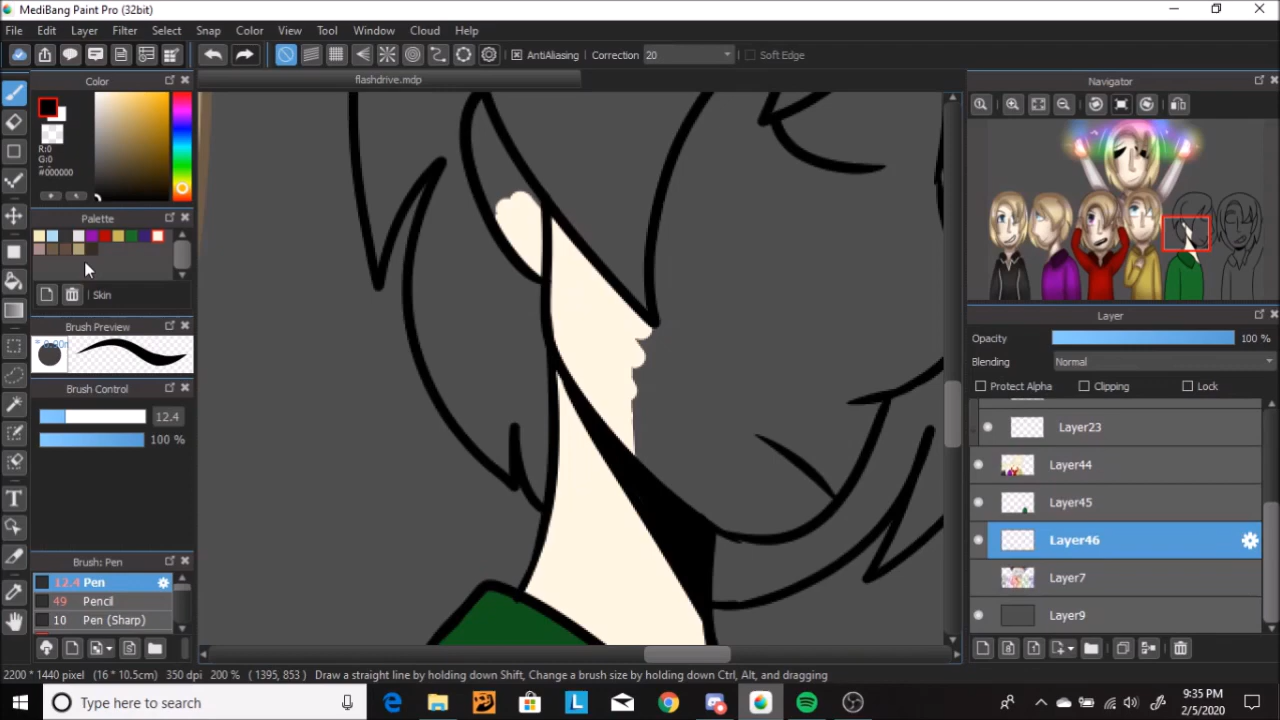 MediBang Paint Pro (32bit)
File Edit Layer Filter Select Snap Color View Tool Window Cloud Help
AntiAliasing Correction 20 Soft Edge
flashdrive.mdp
Color
R:0
G:0
#000000
Palette
Skin
Brush Preview
Brush Control
12.4
100 %
Brush: Pen
12.4 Pen
49 Pencil
10 Pen (Sharp)
Navigator
Layer
Opacity 100 %
Blending Normal
Protect Alpha Clipping Lock
Layer23
Layer44
Layer45
Layer46
Layer7
Layer9
2200 * 1440 pixel (16 * 10.5cm) 350 dpi 200 % ( 1395, 853 ) Draw a straight line by holding down Shift, Change a brush size by holding down Ctrl, Alt, and dragging
Type here to search
9:35 PM
2/5/2020